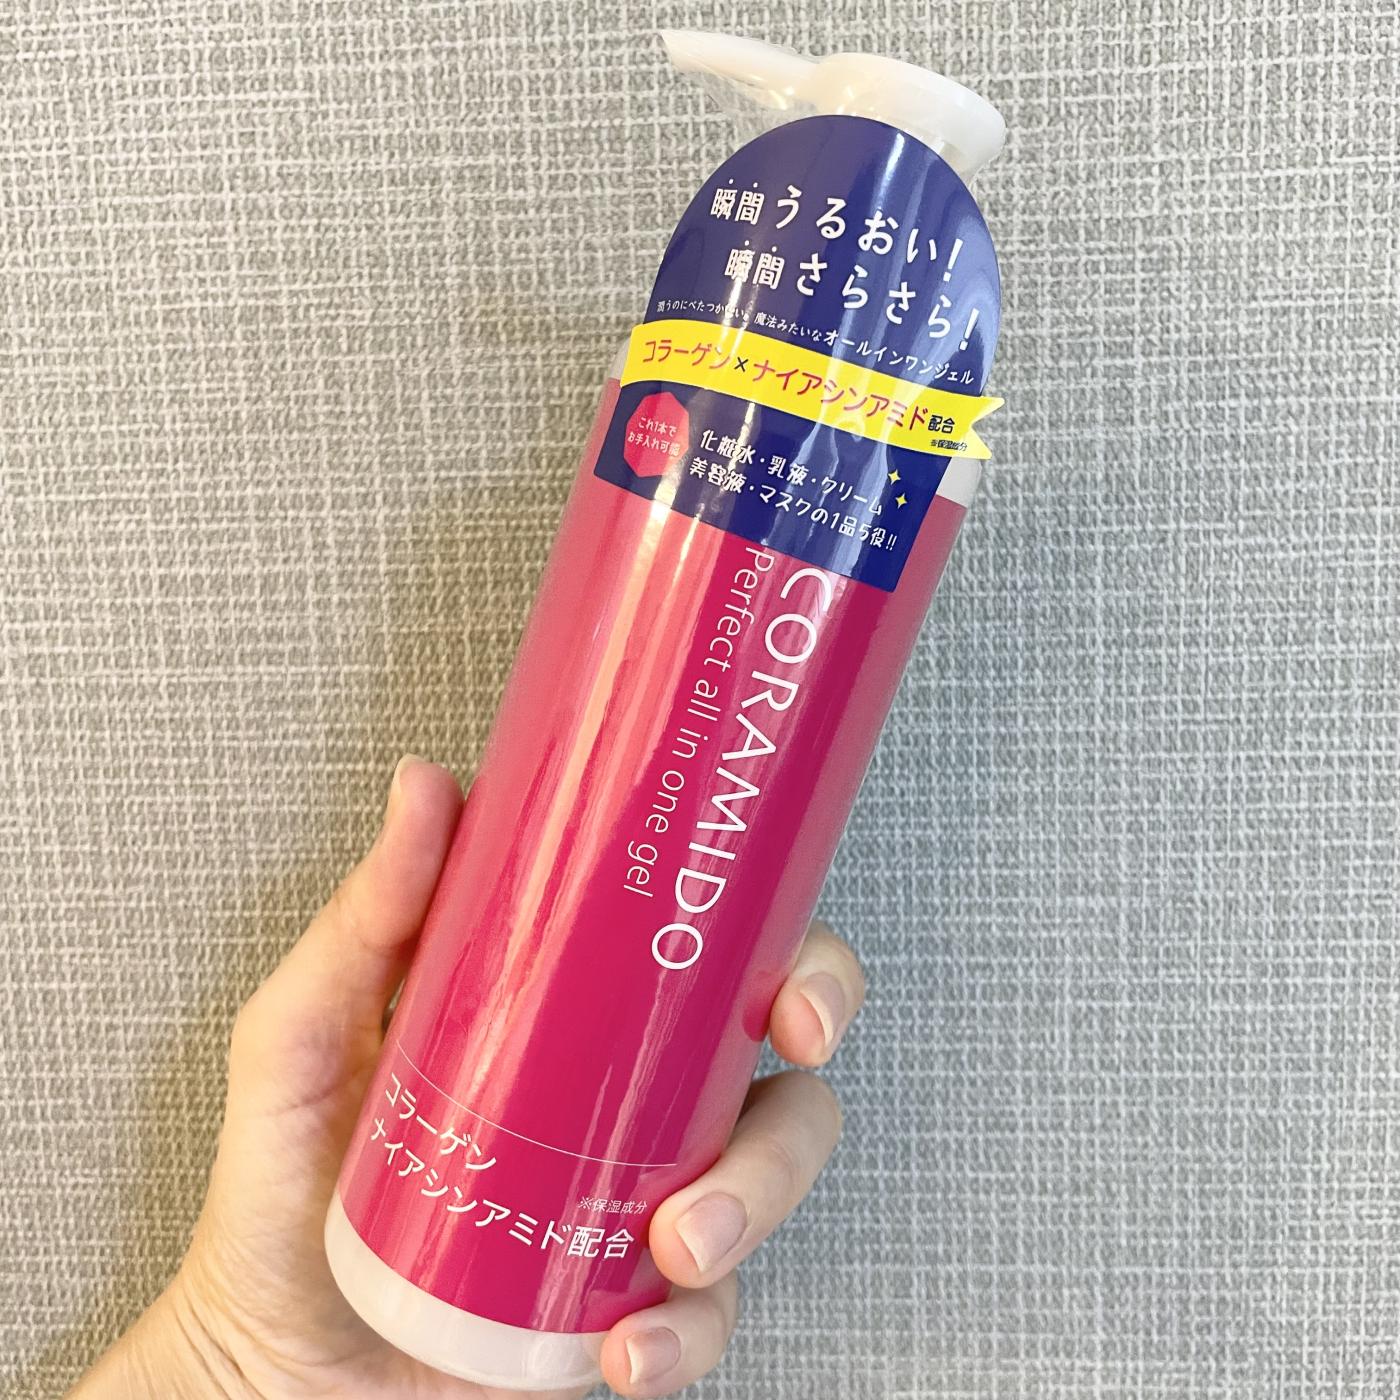 瞬間うるおい!
瞬間さらさら!
潤うのにべたつかない。魔法みたいなオールインワンジェル
コラーゲン×ナイアシンアミド配合
※保湿成分
これ1本で
お手入れ可能
化粧水・乳液・クリーム
美容液・マスクの1品5役!!
CORAMIDO
Perfect all in one gel
コラーゲン
ナイアシンアミド配合
※保湿成分